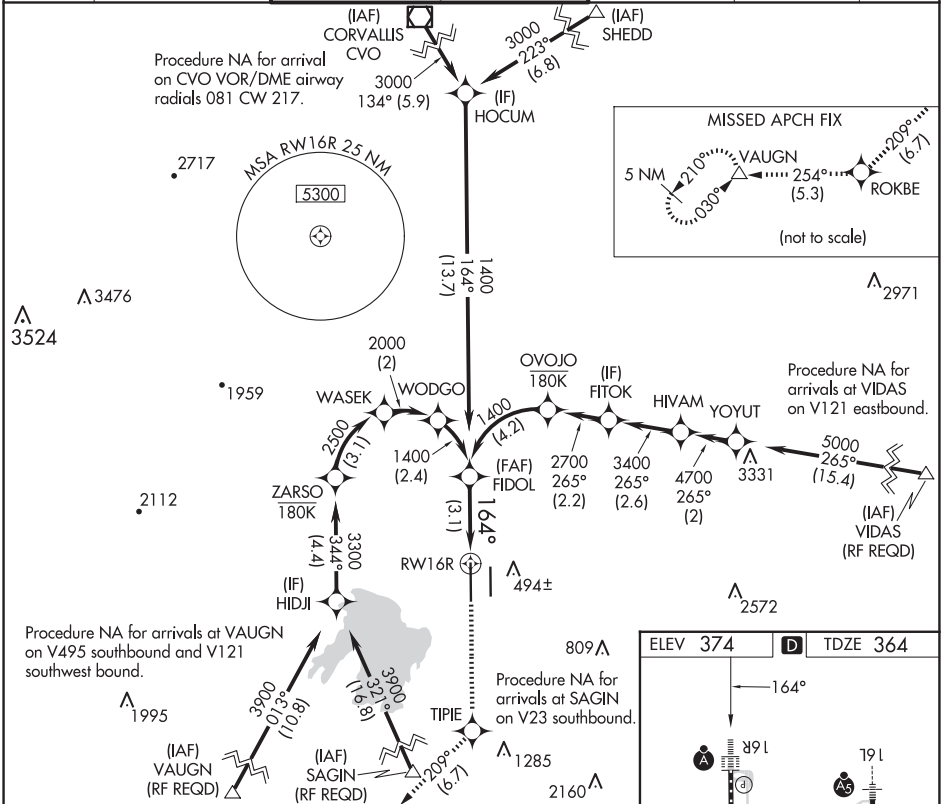 (IAF)
CORVALLIS
CVO
(IAF)
SHEDD
3000
223°
(6.8)
3000
134° (5.9)
(IF)
HOCUM
Procedure NA for arrival
on CVO VOR/DME airway
radials 081 CW 217.
MISSED APCH FIX
VAUGN
5 NM
210°
030°
254°
(5.3)
209°
(6.7)
ROKBE
(not to scale)
2717
MSA RW16R 25 NM
5300
1400
164°
(13.7)
3476
3524
2971
2000
(2)
WASEK
WODGO
OVOJO
180K
(IF)
FITOK
HIVAM
YOYUT
Procedure NA for
arrivals at VIDAS
on V121 eastbound.
1959
2500
(3.1)
1400
(2.4)
1400
(4.2)
(FAF)
FIDOL
2700
265°
(2.2)
3400
265°
(2.6)
4700
265°
(2)
3331
5000
265°
(15.4)
(IAF)
VIDAS
(RF REQD)
ZARSO
180K
2112
164°
(3.1)
3300
344°
(4.4)
RW16R
494±
(IF)
HIDJI
2572
Procedure NA for arrivals at VAUGN
on V495 southbound and V121
southwest bound.
809
ELEV 374
D
TDZE 364
164°
3900
013°
(10.8)
3900
321°
(16.8)
Procedure NA for
arrivals at SAGIN
on V23 southbound.
1995
TIPIE
16R
16L
A
P
A5
(IAF)
VAUGN
(RF REQD)
(IAF)
SAGIN
(RF REQD)
209°
(6.7)
1285
2160